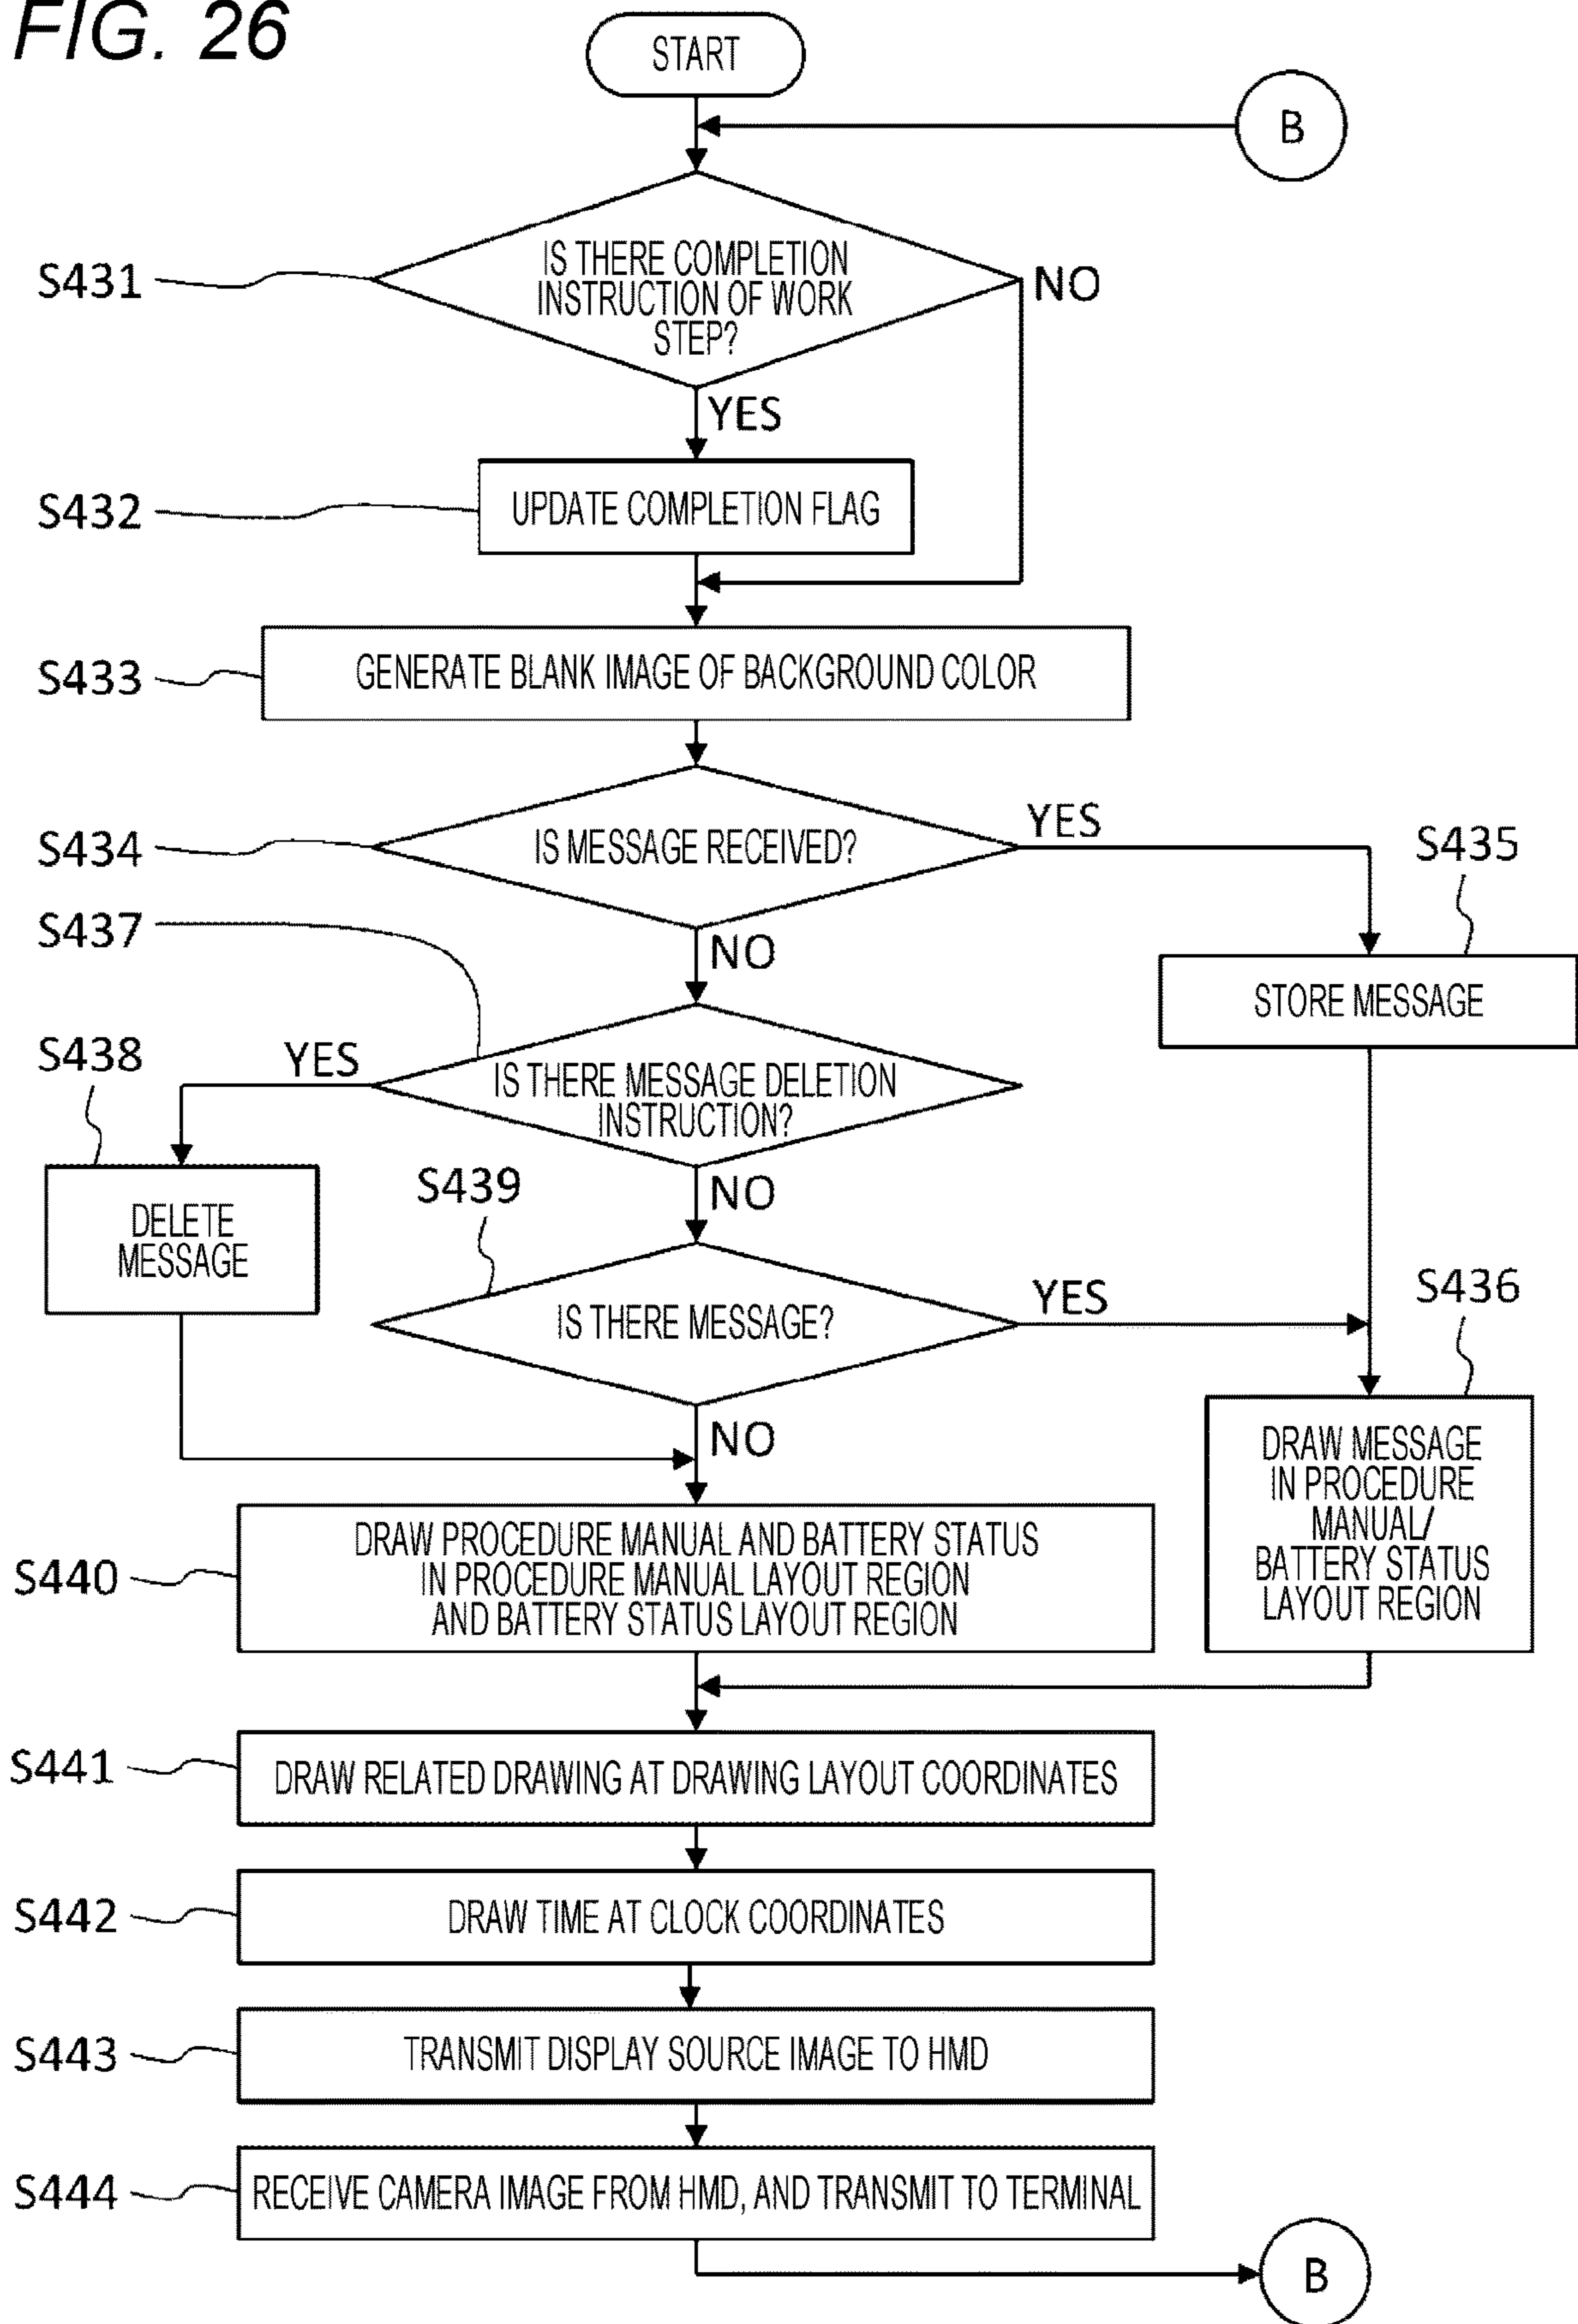 FIG. 26
START
B
S431
IS THERE COMPLETION
INSTRUCTION OF WORK
STEP?
NO
YES
S432
UPDATE COMPLETION FLAG
S433
GENERATE BLANK IMAGE OF BACKGROUND COLOR
S434
IS MESSAGE RECEIVED?
YES
S435
STORE MESSAGE
NO
S437
IS THERE MESSAGE DELETION
INSTRUCTION?
YES
S438
DELETE
MESSAGE
NO
S439
IS THERE MESSAGE?
YES
S436
DRAW MESSAGE
IN PROCEDURE
MANUAL/
BATTERY STATUS
LAYOUT REGION
NO
S440
DRAW PROCEDURE MANUAL AND BATTERY STATUS
IN PROCEDURE MANUAL LAYOUT REGION
AND BATTERY STATUS LAYOUT REGION
S441
DRAW RELATED DRAWING AT DRAWING LAYOUT COORDINATES
S442
DRAW TIME AT CLOCK COORDINATES
S443
TRANSMIT DISPLAY SOURCE IMAGE TO HMD
S444
RECEIVE CAMERA IMAGE FROM HMD, AND TRANSMIT TO TERMINAL
B